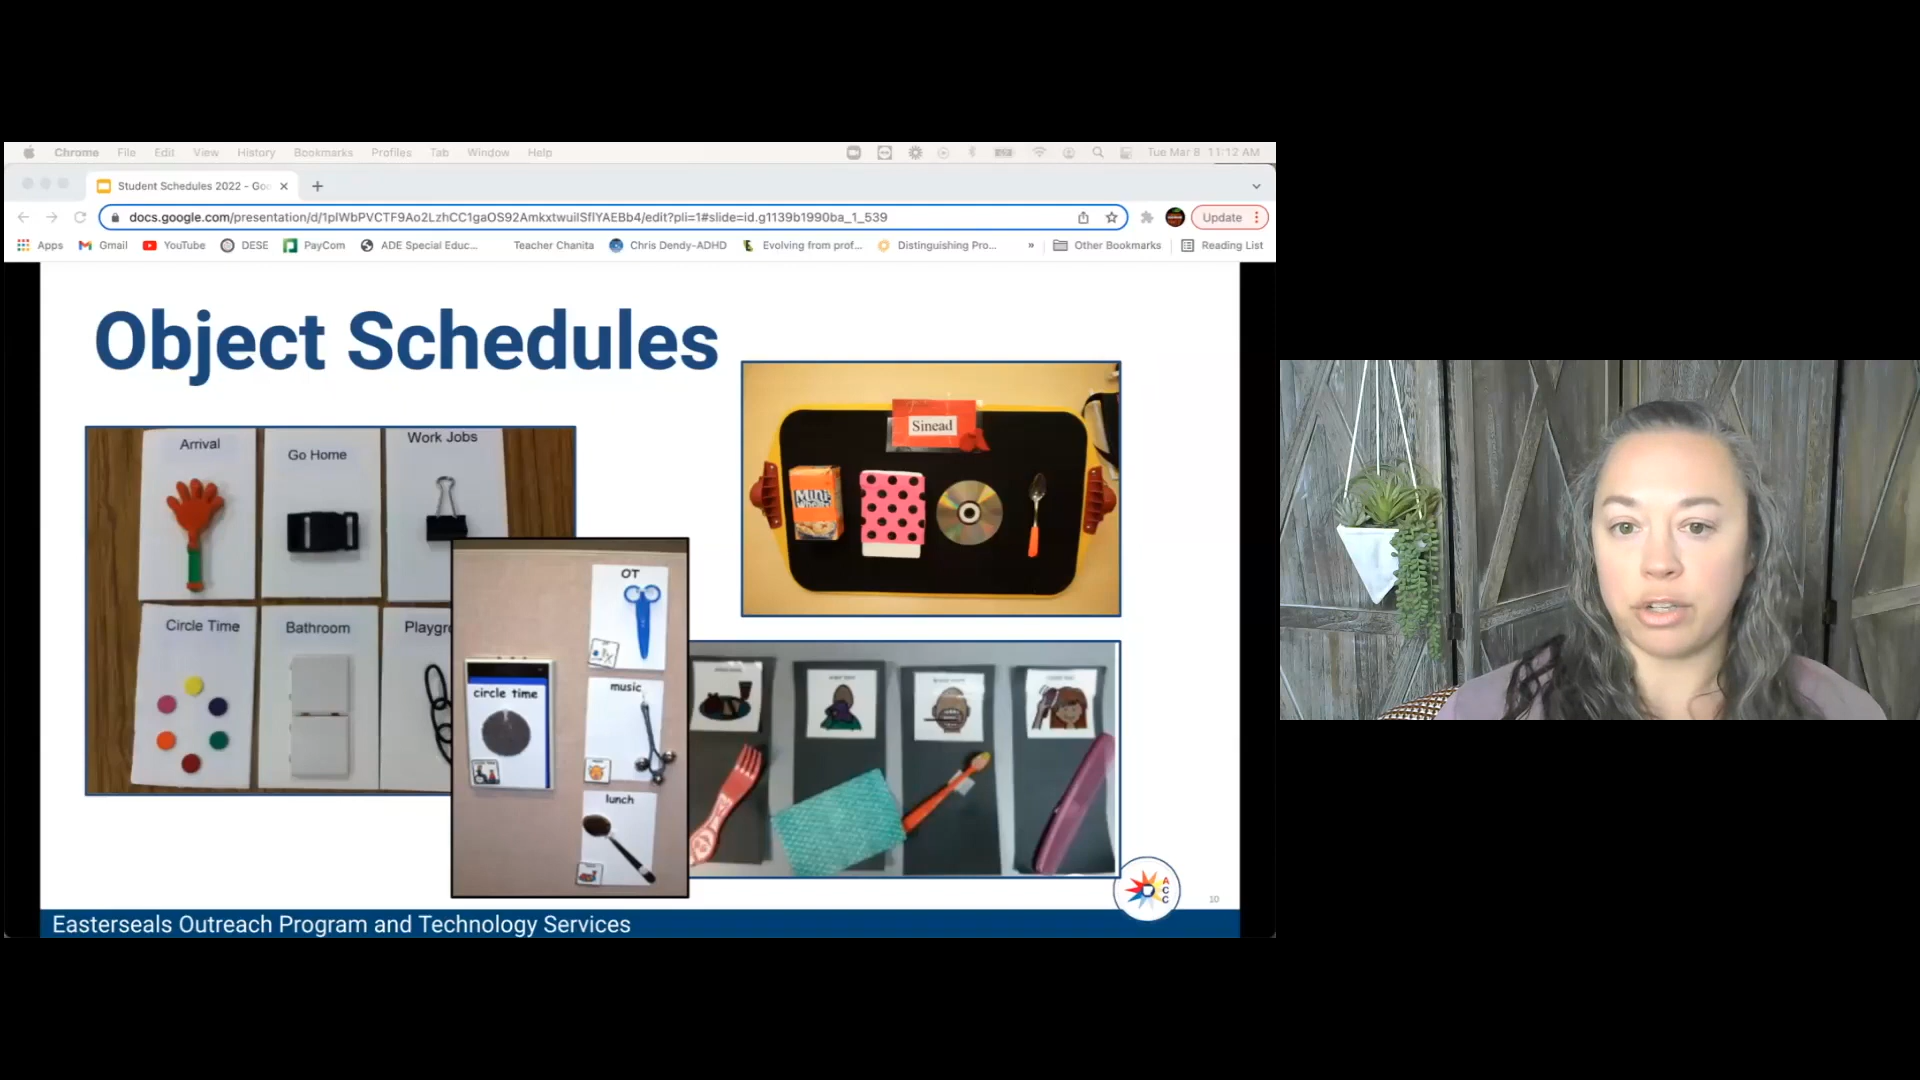 Chrome File Edit View History Bookmarks Profiles Tab Window Help Tue Mar 8 11:12 AM
Student Schedules 2022 - Goo
docs.google.com/presentation/d/1plWbPVCTF9Ao2LzhCC1gaOS92AmkxtwuilSflYAEBb4/edit?pli=1#slide=id.g1139b1990ba_1_539 Update
Apps Gmail YouTube DESE PayCom ADE Special Educ... Teacher Chanita Chris Dendy-ADHD Evolving from prof... Distinguishing Pro... » Other Bookmarks Reading List
Object Schedules
Arrival
Go Home
Work Jobs
Circle Time
Bathroom
Playgr
OT
circle time
music
lunch
Sinead
Mini
ACC
10
Easterseals Outreach Program and Technology Services